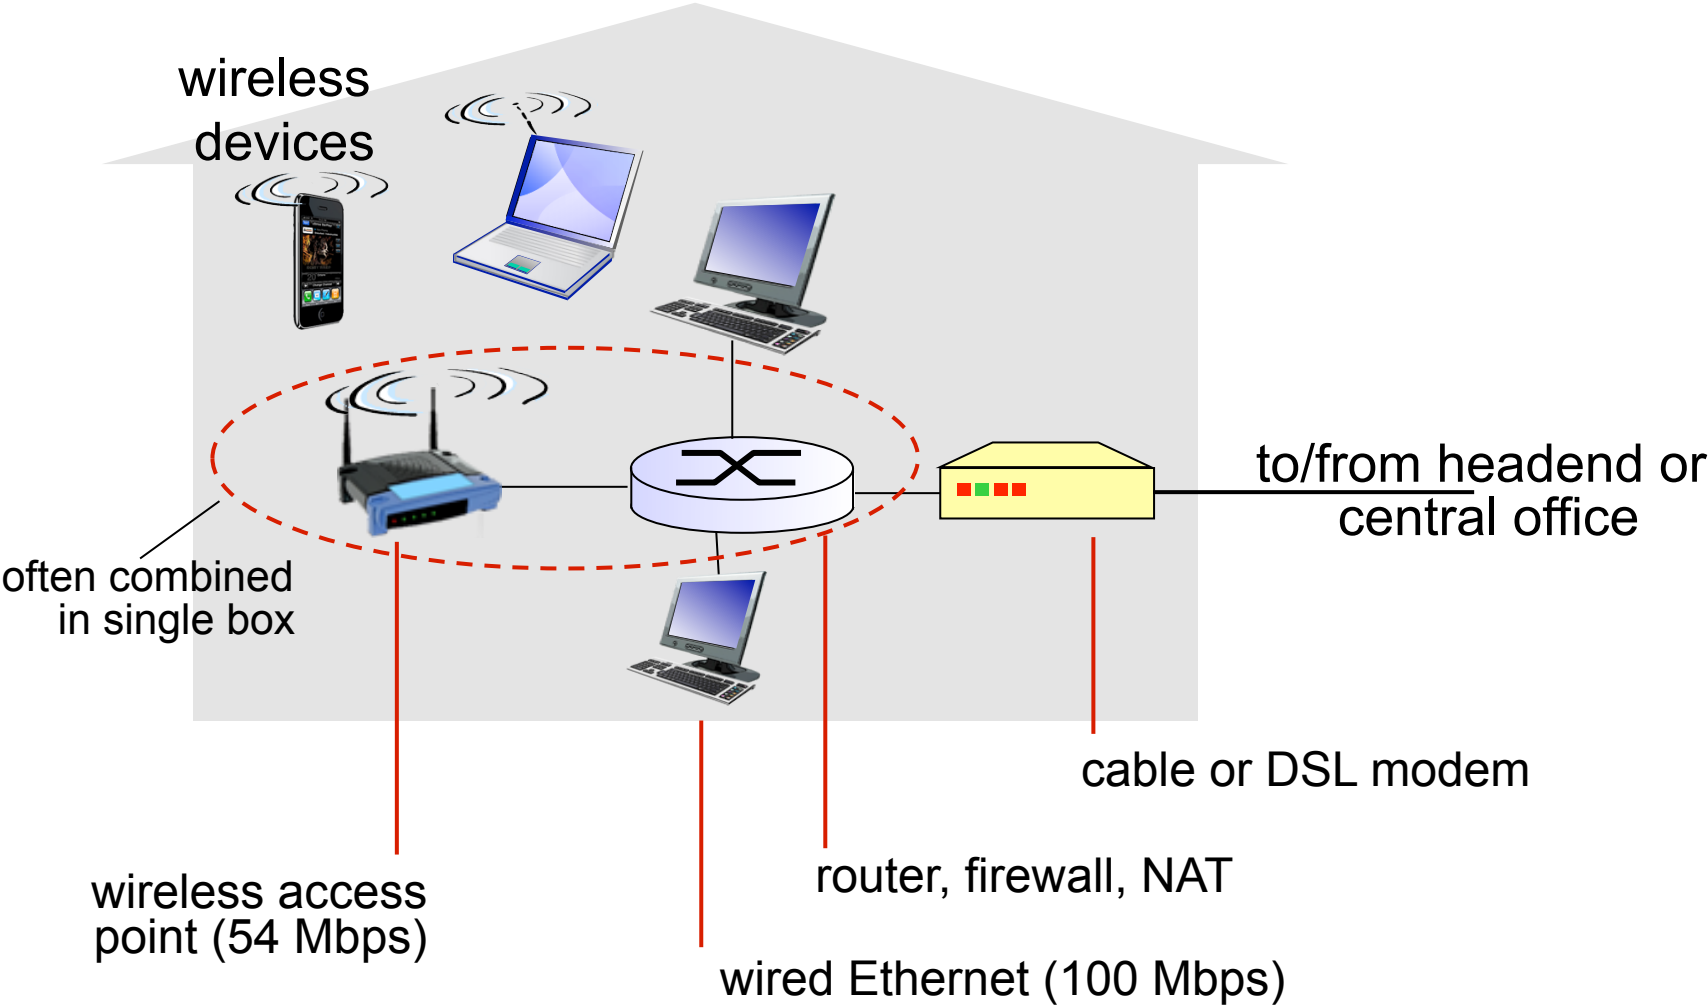 wireless
devices
to/from headend or
central office
often combined
in single box
cable or DSL modem
router, firewall, NAT
wireless access
point (54 Mbps)
wired Ethernet (100 Mbps)